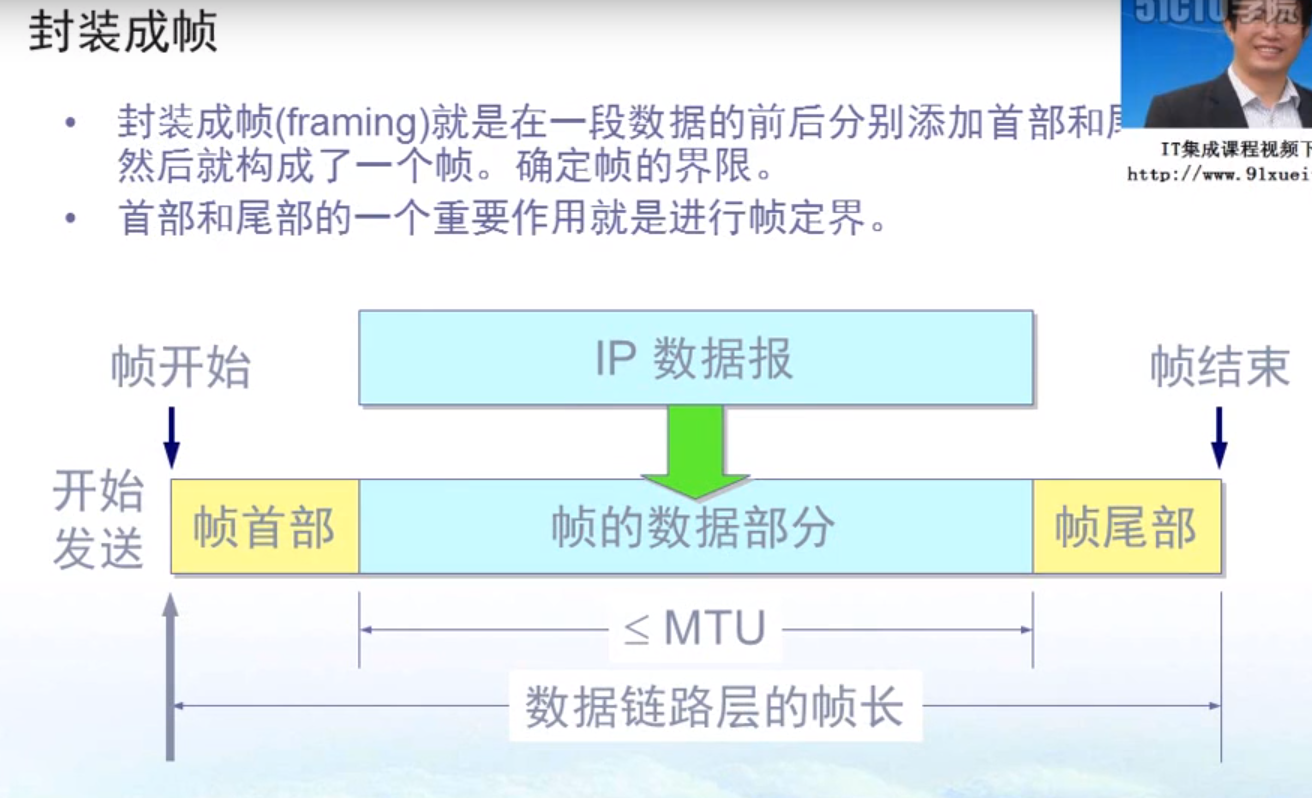 51CTO学院
封装成帧
• 封装成帧(framing)就是在一段数据的前后分别添加首部和
然后就构成了一个帧。确定帧的界限。
• 首部和尾部的一个重要作用就是进行帧定界。
IT集成课程视频下
http://www.91xuei
IP 数据报
帧开始
帧结束
开始
发送
帧首部
帧的数据部分
帧尾部
≤ MTU
数据链路层的帧长